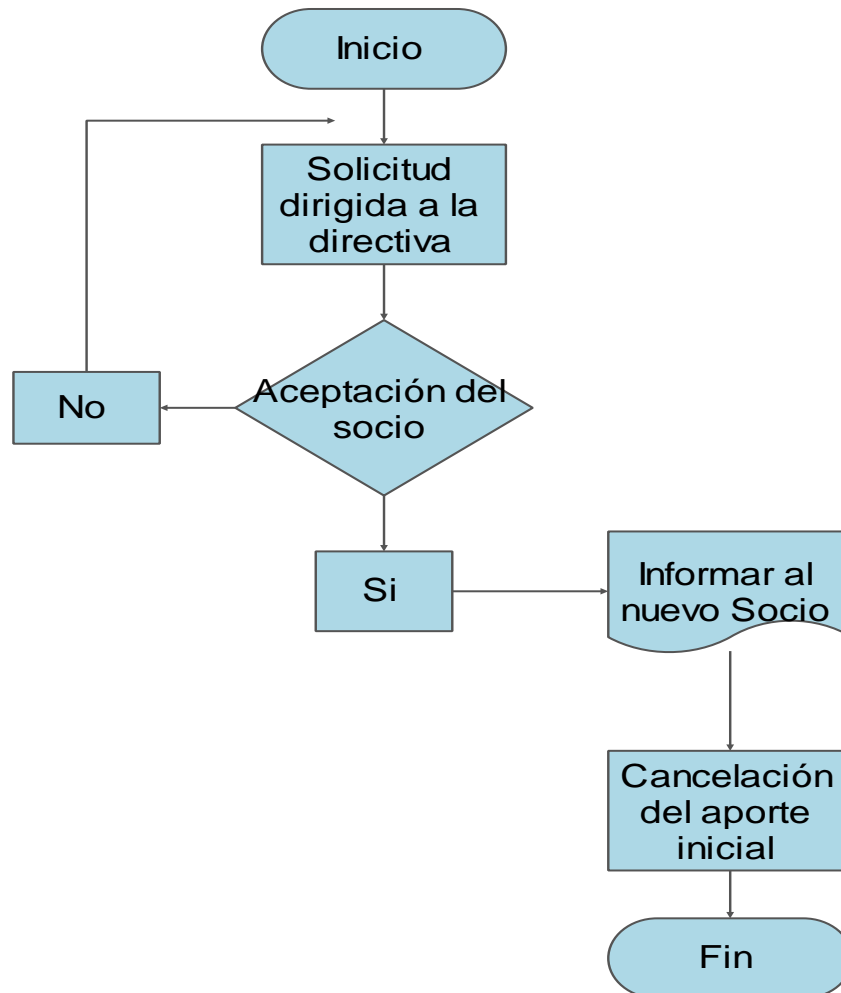 Inicio
Solicitud
dirigida a la
directiva
Aceptación del
socio
No
Si
Informar al
nuevo Socio
Cancelación
del aporte
inicial
Fin